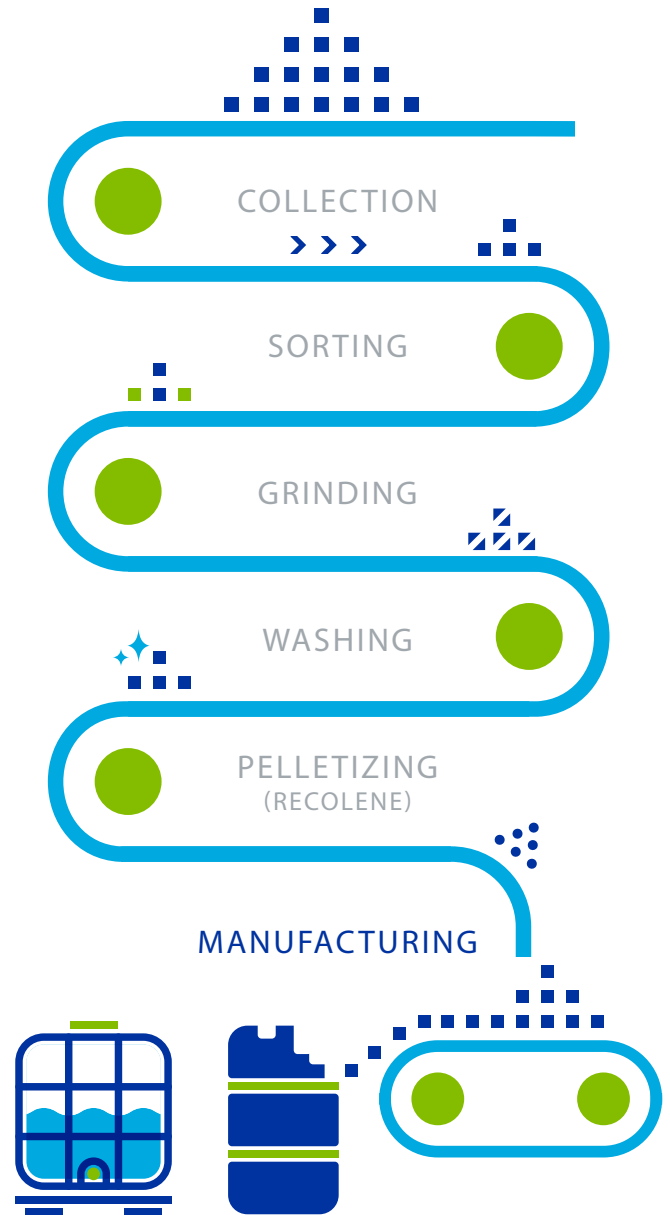 COLLECTION
SORTING
GRINDING
WASHING
PELLETIZING
(RECOLENE)
MANUFACTURING